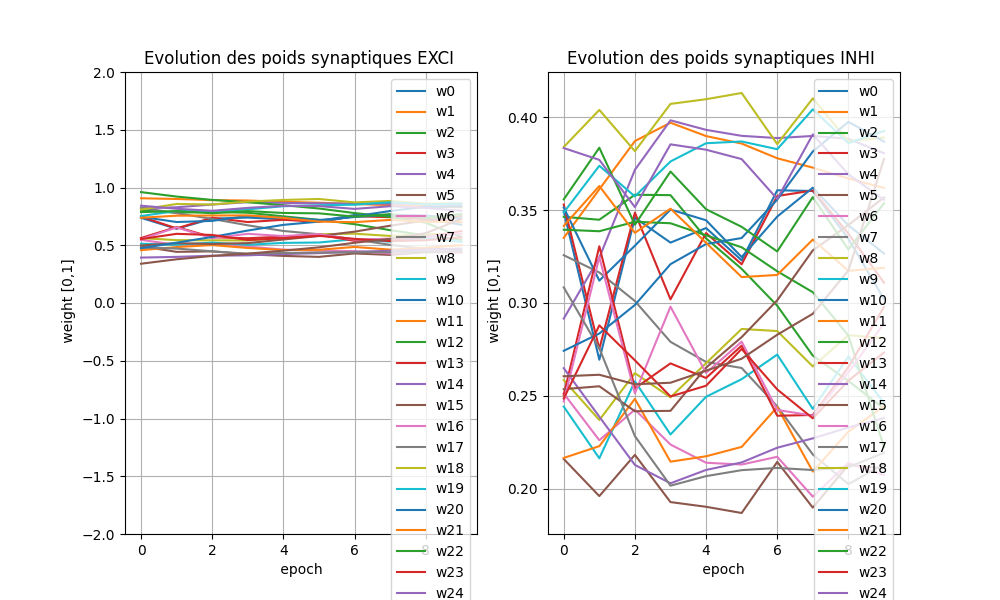 Evolution des poids synaptiques EXCI
weight [0,1]
2.0
1.5
1.0
0.5
0.0
−0.5
−1.0
−1.5
−2.0
0
2
4
6
8
epoch
w0
w1
w2
w3
w4
w5
w6
w7
w8
w9
w10
w11
w12
w13
w14
w15
w16
w17
w18
w19
w20
w21
w22
w23
w24
Evolution des poids synaptiques INHI
weight [0,1]
0.40
0.35
0.30
0.25
0.20
0
2
4
6
8
epoch
w0
w1
w2
w3
w4
w5
w6
w7
w8
w9
w10
w11
w12
w13
w14
w15
w16
w17
w18
w19
w20
w21
w22
w23
w24